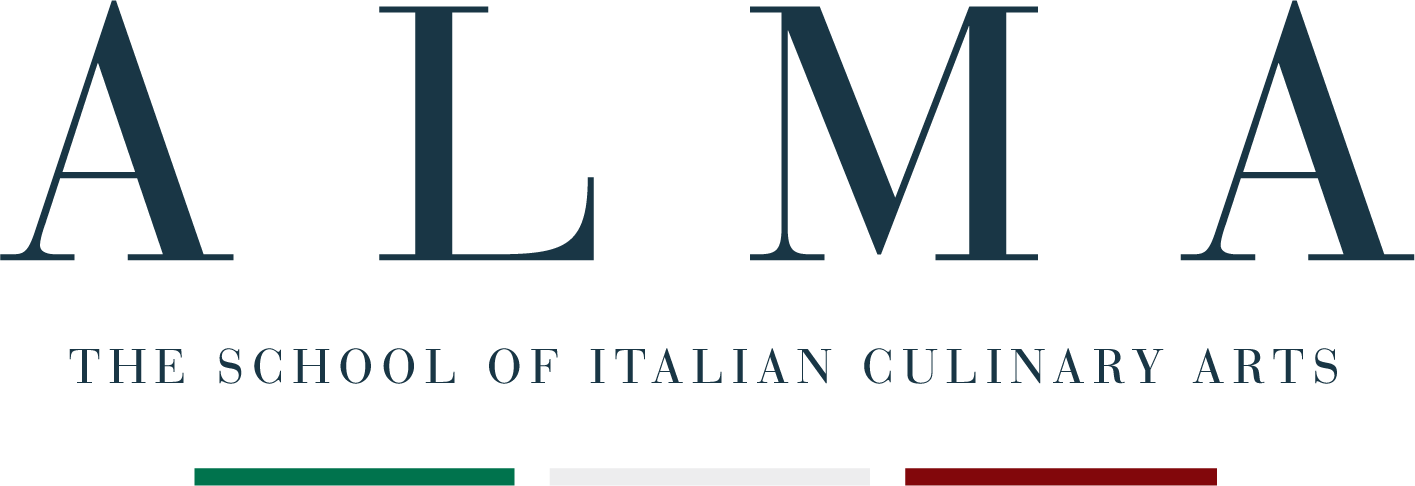 ALMA
THE SCHOOL OF ITALIAN CULINARY ARTS